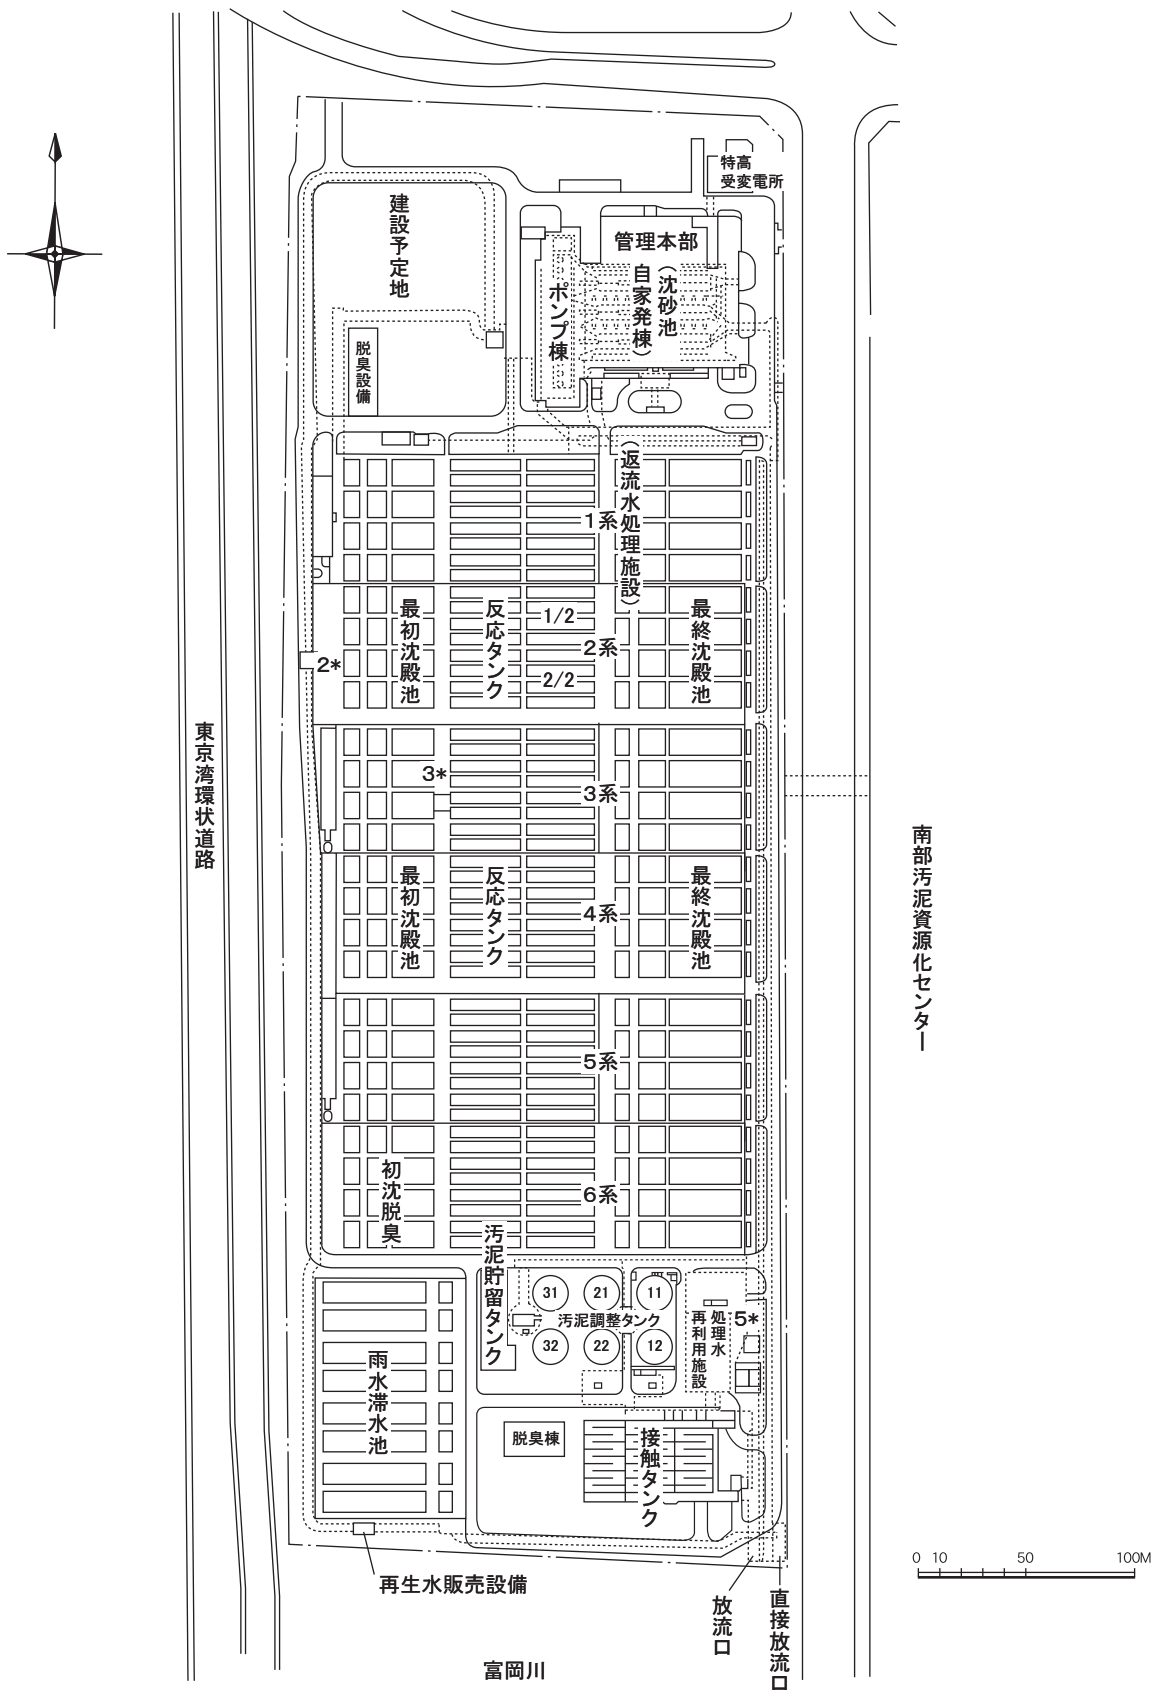 特高
受変電所
建設予定地
管理本部
(沈砂池
自家発棟)
ポンプ棟
脱臭設備
(返流水処理施設)
1系
最初沈殿池
反応タンク
1/2
2系
最終沈殿池
2*
2/2
東京湾環状道路
3*
3系
南部汚泥資源化センター
最初沈殿池
反応タンク
4系
最終沈殿池
5系
初沈脱臭
6系
汚泥貯留タンク
31
21
11
汚泥調整タンク
32
22
12
処理水
再利用施設
5*
雨水滞水池
脱臭棟
接触タンク
0 10 50 100M
再生水販売設備
放流口
直接放流口
富岡川